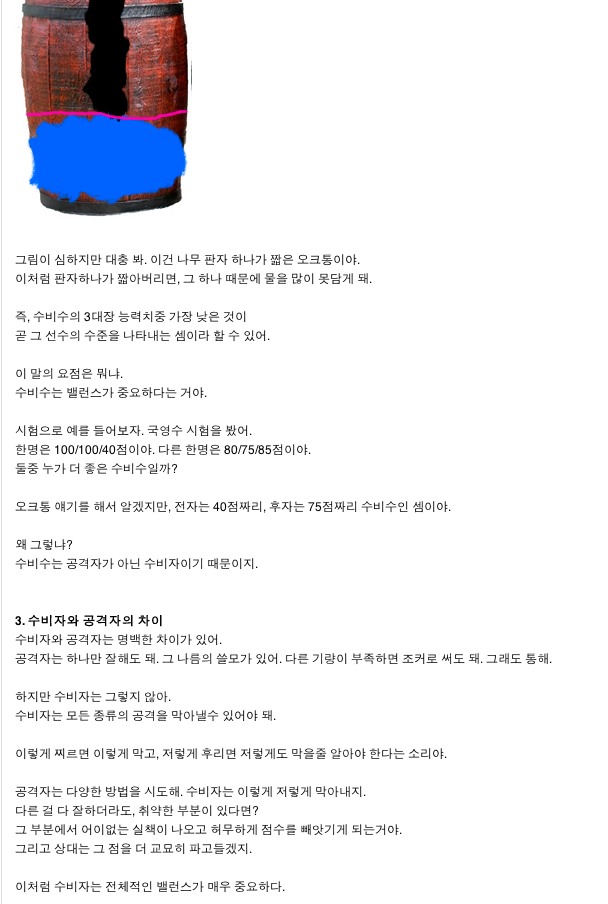 그림이 심하지만 대충 봐. 이건 나무 판자 하나가 짧은 오크통이야.
이처럼 판자하나가 짧아버리면, 그 하나 때문에 물을 많이 못담게 돼.
즉, 수비수의 3대장 능력치중 가장 낮은 것이
곧 그 선수의 수준을 나타내는 셈이라 할 수 있어.
이 말의 요점은 뭐냐.
수비수는 밸런스가 중요하다는 거야.
시험으로 예를 들어보자. 국영수 시험을 봤어.
한명은 100/100/40점이야. 다른 한명은 80/75/85점이야.
둘중 누가 더 좋은 수비수일까?
오크통 얘기를 해서 알겠지만, 전자는 40점짜리, 후자는 75점짜리 수비수인 셈이야.
왜 그렇냐?
수비수는 공격자가 아닌 수비자이기 때문이지.
3. 수비자와 공격자의 차이
수비자와 공격자는 명백한 차이가 있어.
공격자는 하나만 잘해도 돼. 그 나름의 쓸모가 있어. 다른 기량이 부족하면 조커로 써도 돼. 그래도 통해.
하지만 수비자는 그렇지 않아.
수비자는 모든 종류의 공격을 막아낼수 있어야 돼.
이렇게 찌르면 이렇게 막고, 저렇게 후리면 저렇게도 막을줄 알아야 한다는 소리야.
공격자는 다양한 방법을 시도해. 수비자는 이렇게 저렇게 막아내지.
다른 걸 다 잘하더라도, 취약한 부분이 있다면?
그 부분에서 어이없는 실책이 나오고 허무하게 점수를 빼앗기게 되는거야.
그리고 상대는 그 점을 더 교묘히 파고들겠지.
이처럼 수비자는 전체적인 밸런스가 매우 중요하다.